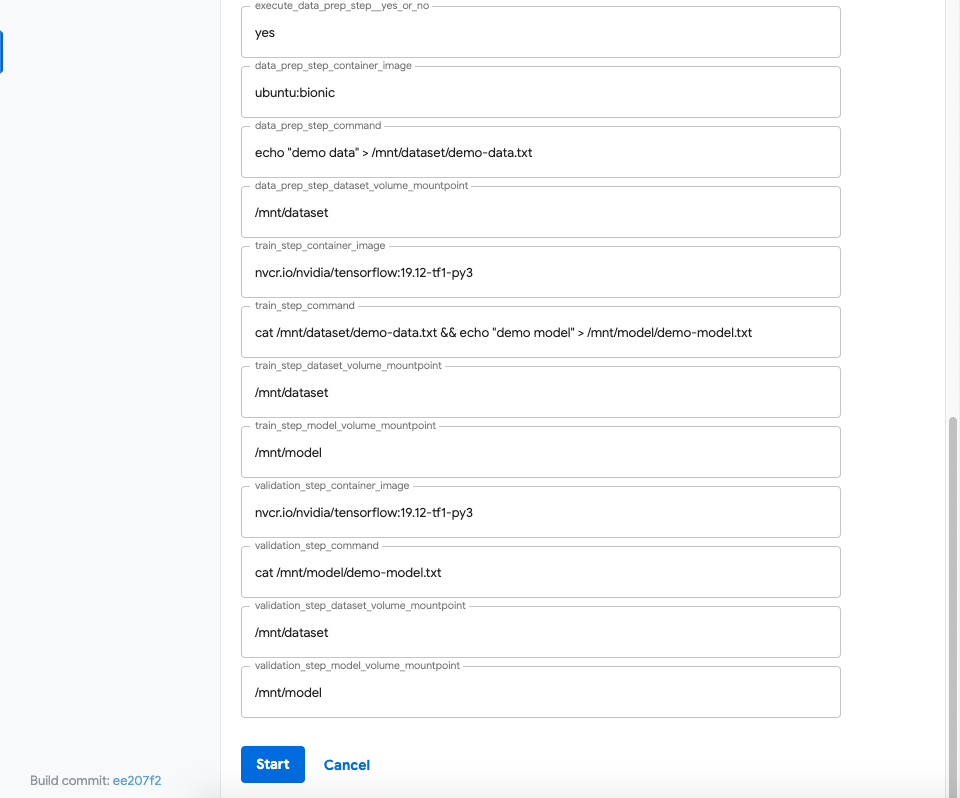 execute_data_prep_step__yes_or_no
yes
data_prep_step_container_image
ubuntu:bionic
data_prep_step_command
echo "demo data" > /mnt/dataset/demo-data.txt
data_prep_step_dataset_volume_mountpoint
/mnt/dataset
train_step_container_image
nvcr.io/nvidia/tensorflow:19.12-tf1-py3
train_step_command
cat /mnt/dataset/demo-data.txt && echo "demo model" > /mnt/model/demo-model.txt
train_step_dataset_volume_mountpoint
/mnt/dataset
train_step_model_volume_mountpoint
/mnt/model
validation_step_container_image
nvcr.io/nvidia/tensorflow:19.12-tf1-py3
validation_step_command
cat /mnt/model/demo-model.txt
validation_step_dataset_volume_mountpoint
/mnt/dataset
validation_step_model_volume_mountpoint
/mnt/model
Start Cancel
Build commit: ee207f2